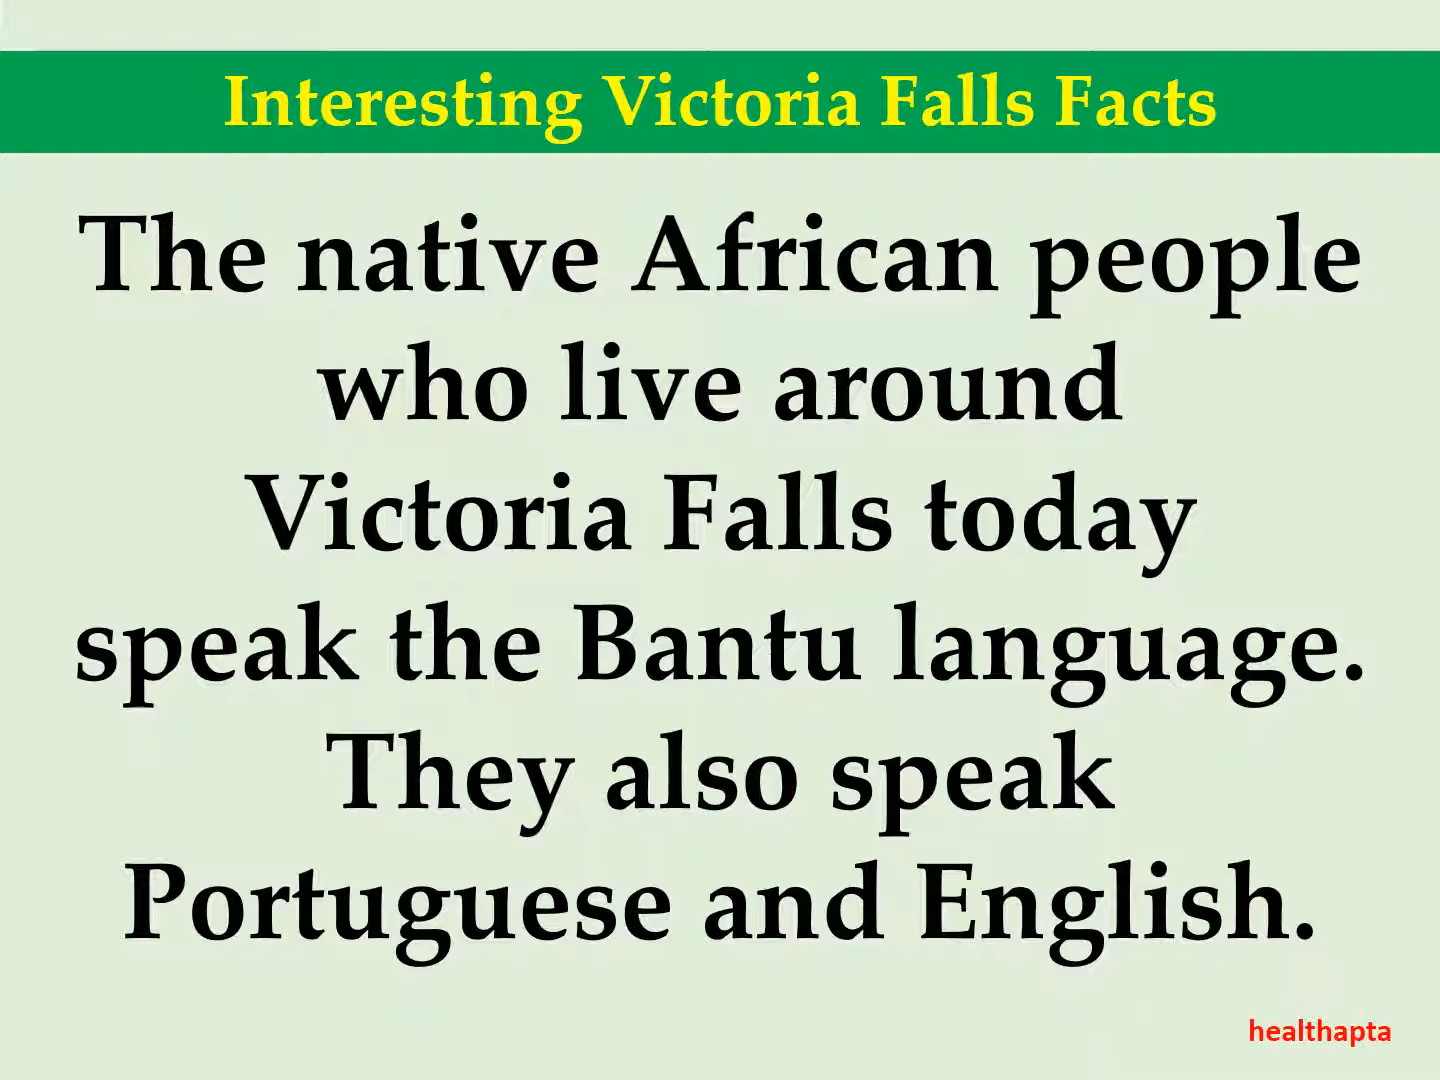 Interesting Victoria Falls Facts
The native African people
who live around
Victoria Falls today
speak the Bantu language.
They also speak
Portuguese and English.
healthapta